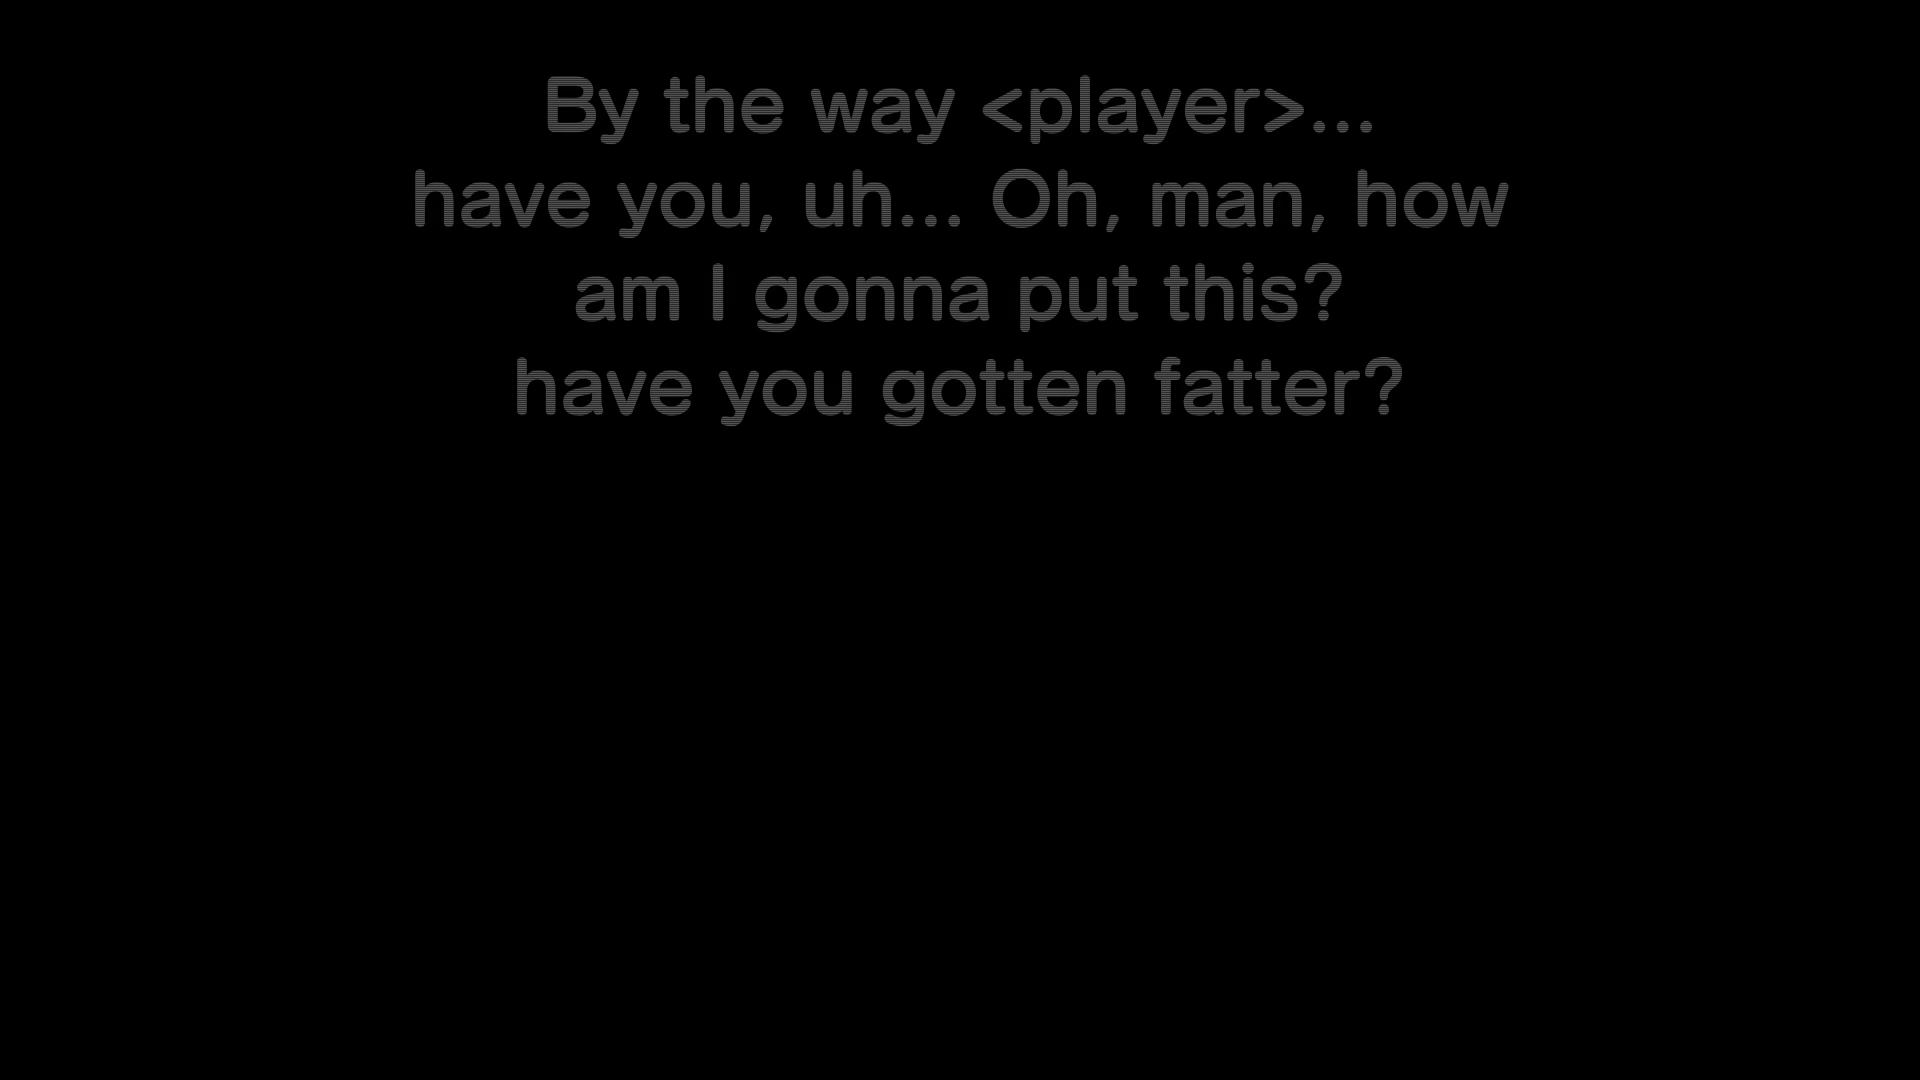 By the way <player>...
have you, uh... Oh, man, how
am I gonna put this?
have you gotten fatter?